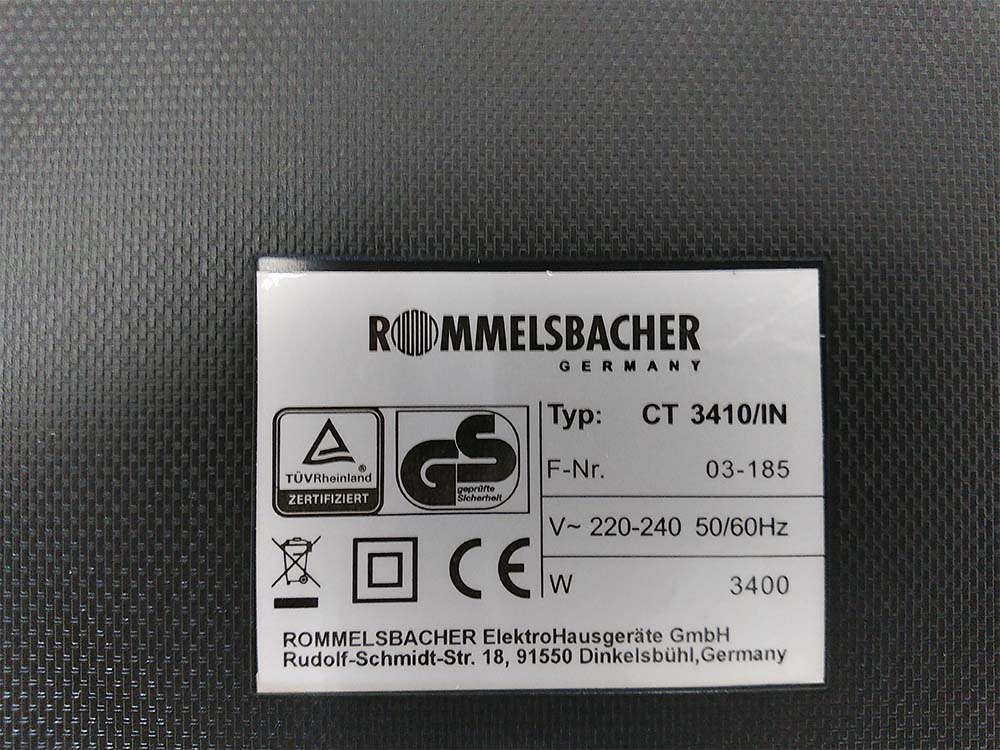 ROMMELSBACHER
GERMANY
TÜVRheinland®
ZERTIFIZIERT
GS
geprüfte
Sicherheit
CE
Typ: CT 3410/IN
F-Nr. 03-185
V~ 220-240 50/60Hz
W 3400
ROMMELSBACHER ElektroHausgeräte GmbH
Rudolf-Schmidt-Str. 18, 91550 Dinkelsbühl,Germany